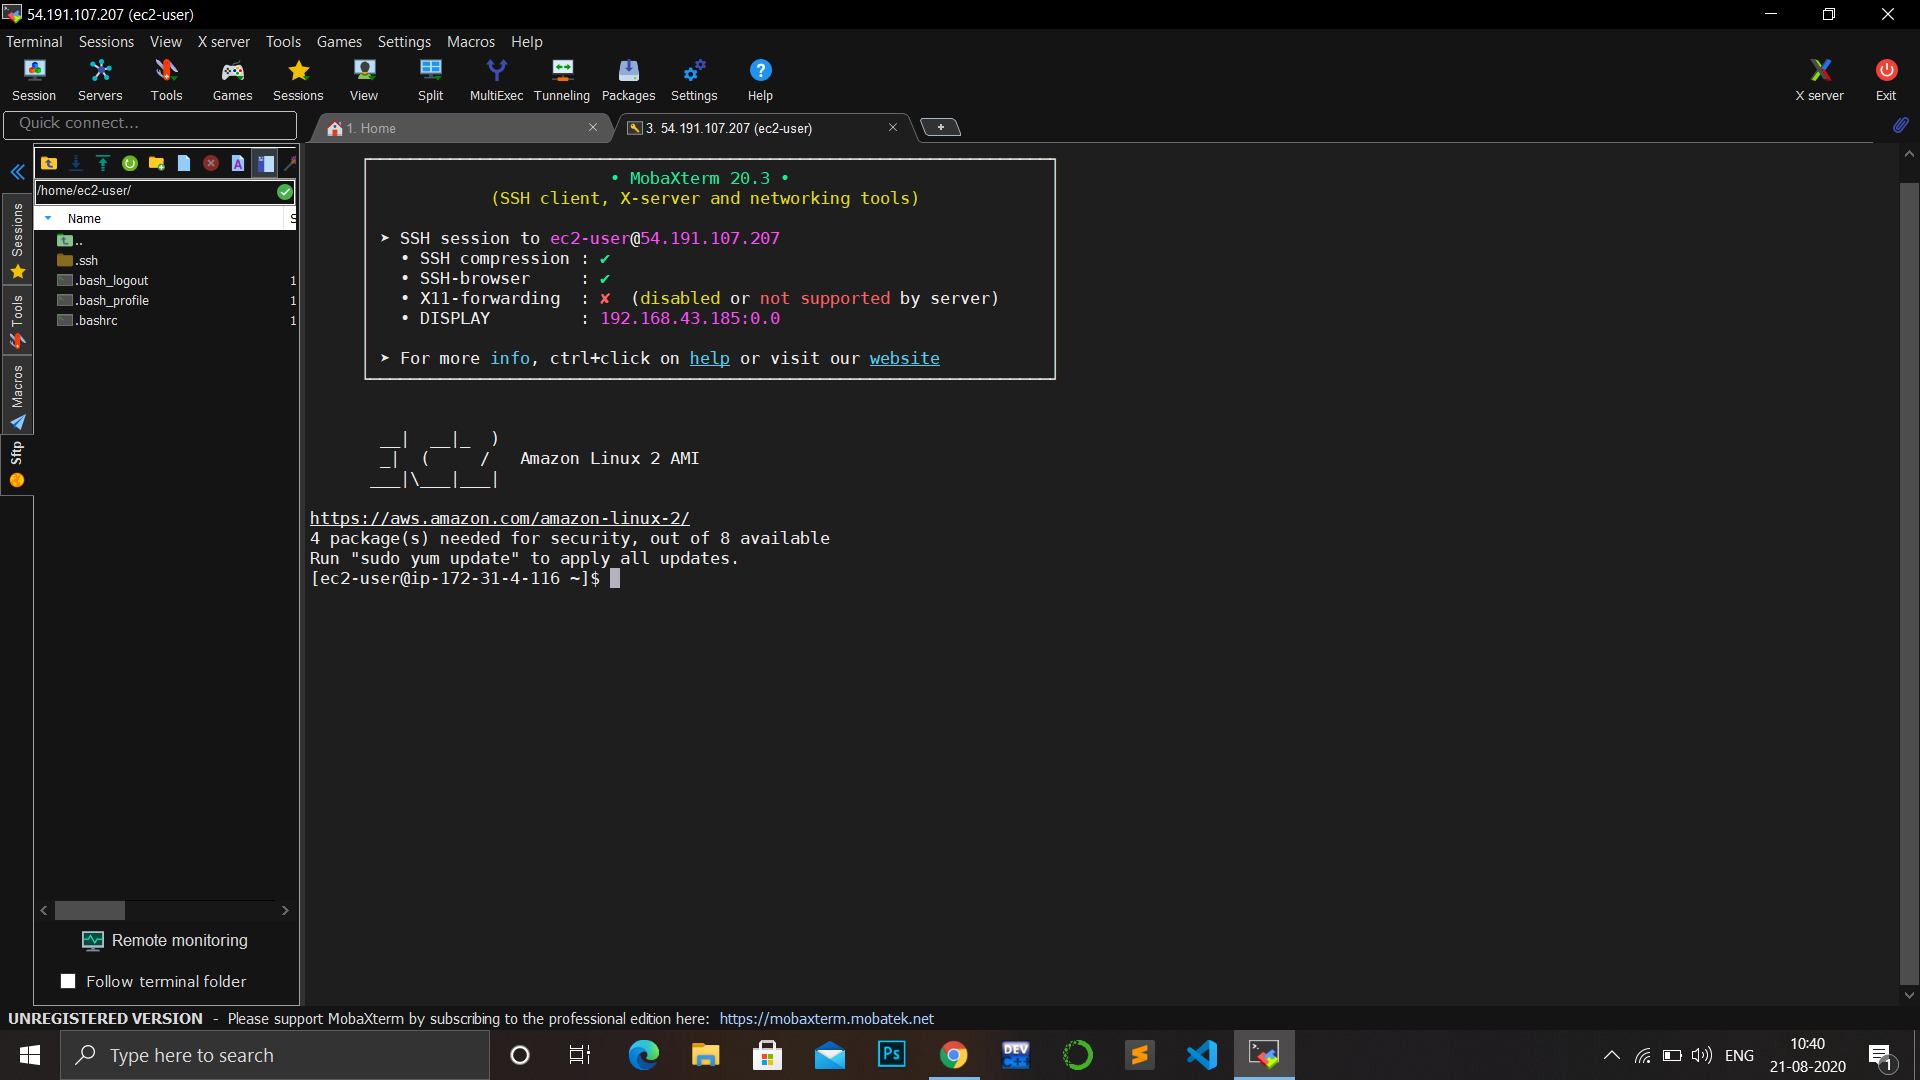 54.191.107.207 (ec2-user)
Terminal Sessions View X server Tools Games Settings Macros Help
Session Servers Tools Games Sessions View Split MultiExec Tunneling Packages Settings Help X server Exit
Quick connect...
1. Home
3. 54.191.107.207 (ec2-user)
/home/ec2-user/
Name S
..
.ssh
.bash_logout 1
.bash_profile 1
.bashrc 1
Sessions
Tools
Macros
Sftp
• MobaXterm 20.3 •
(SSH client, X-server and networking tools)
➤ SSH session to ec2-user@54.191.107.207
• SSH compression : ✔
• SSH-browser : ✔
• X11-forwarding : ✘ (disabled or not supported by server)
• DISPLAY : 192.168.43.185:0.0
➤ For more info, ctrl+click on help or visit our website
__| __|_ )
_| ( / Amazon Linux 2 AMI
___|\___|___|
https://aws.amazon.com/amazon-linux-2/
4 package(s) needed for security, out of 8 available
Run "sudo yum update" to apply all updates.
[ec2-user@ip-172-31-4-116 ~]$
Remote monitoring
Follow terminal folder
UNREGISTERED VERSION - Please support MobaXterm by subscribing to the professional edition here: https://mobaxterm.mobatek.net
Type here to search
Ps
DEV C++
ENG
10:40
21-08-2020
1